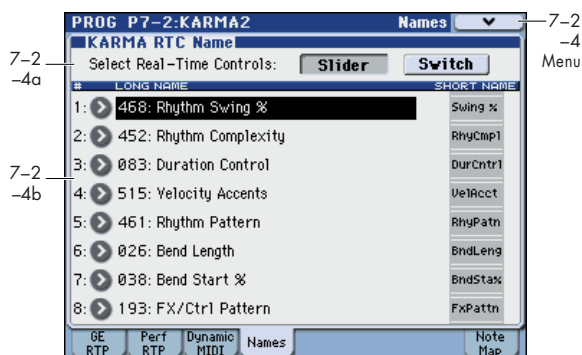 PROG P7-2:KARMA2 Names
7–2
–4
Menu
KARMA RTC Name
7–2
–4a
Select Real-Time Controls: Slider Switch
# LONG NAME SHORT NAME
1: 468: Rhythm Swing % Swing %
2: 452: Rhythm Complexity RhyCmpl
3: 083: Duration Control DurCntrl
7–2
–4b
4: 515: Velocity Accents VelAcct
5: 461: Rhythm Pattern RhyPatn
6: 026: Bend Length BndLeng
7: 038: Bend Start % BndSta%
8: 193: FX/Ctrl Pattern FxPattn
GE RTP Perf RTP Dynamic MIDI Names Note Map